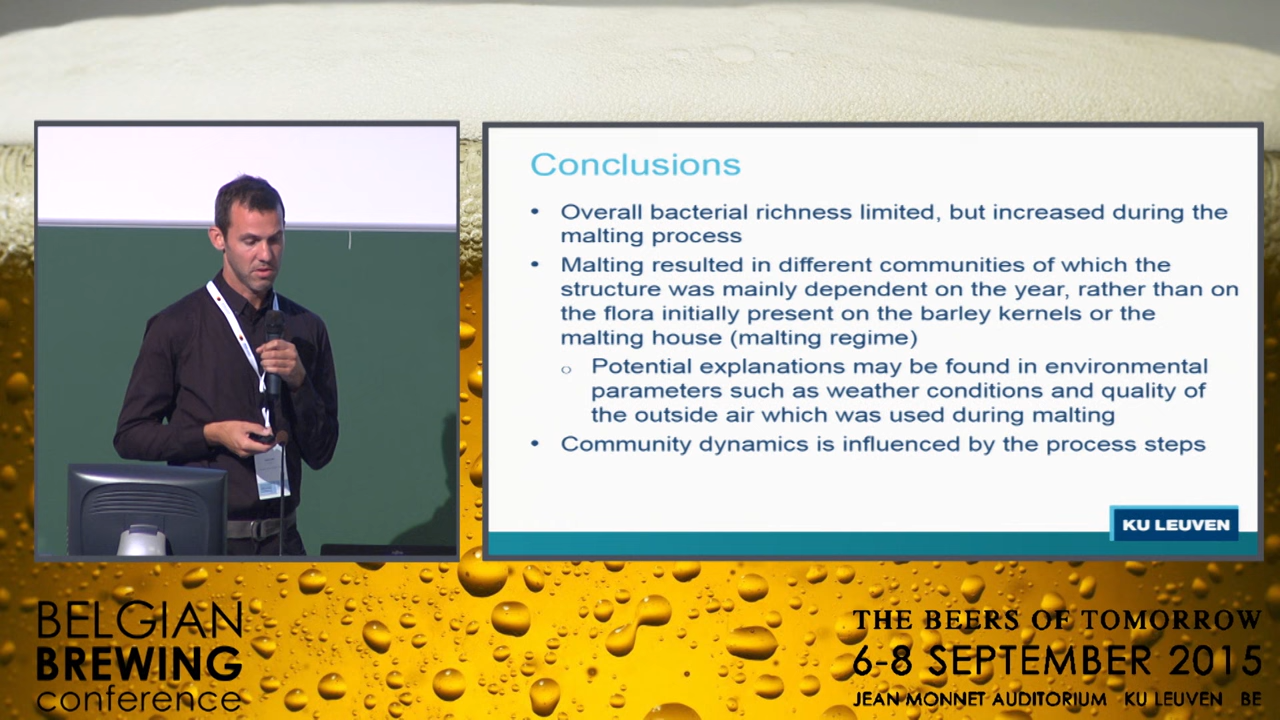 Conclusions
• Overall bacterial richness limited, but increased during the
malting process
• Malting resulted in different communities of which the
structure was mainly dependent on the year, rather than on
the flora initially present on the barley kernels or the
malting house (malting regime)
o Potential explanations may be found in environmental
parameters such as weather conditions and quality of
the outside air which was used during malting
• Community dynamics is influenced by the process steps
KU LEUVEN
BELGIAN
BREWING
conference
THE BEERS OF TOMORROW
6-8 SEPTEMBER 2015
JEAN MONNET AUDITORIUM KU LEUVEN BE